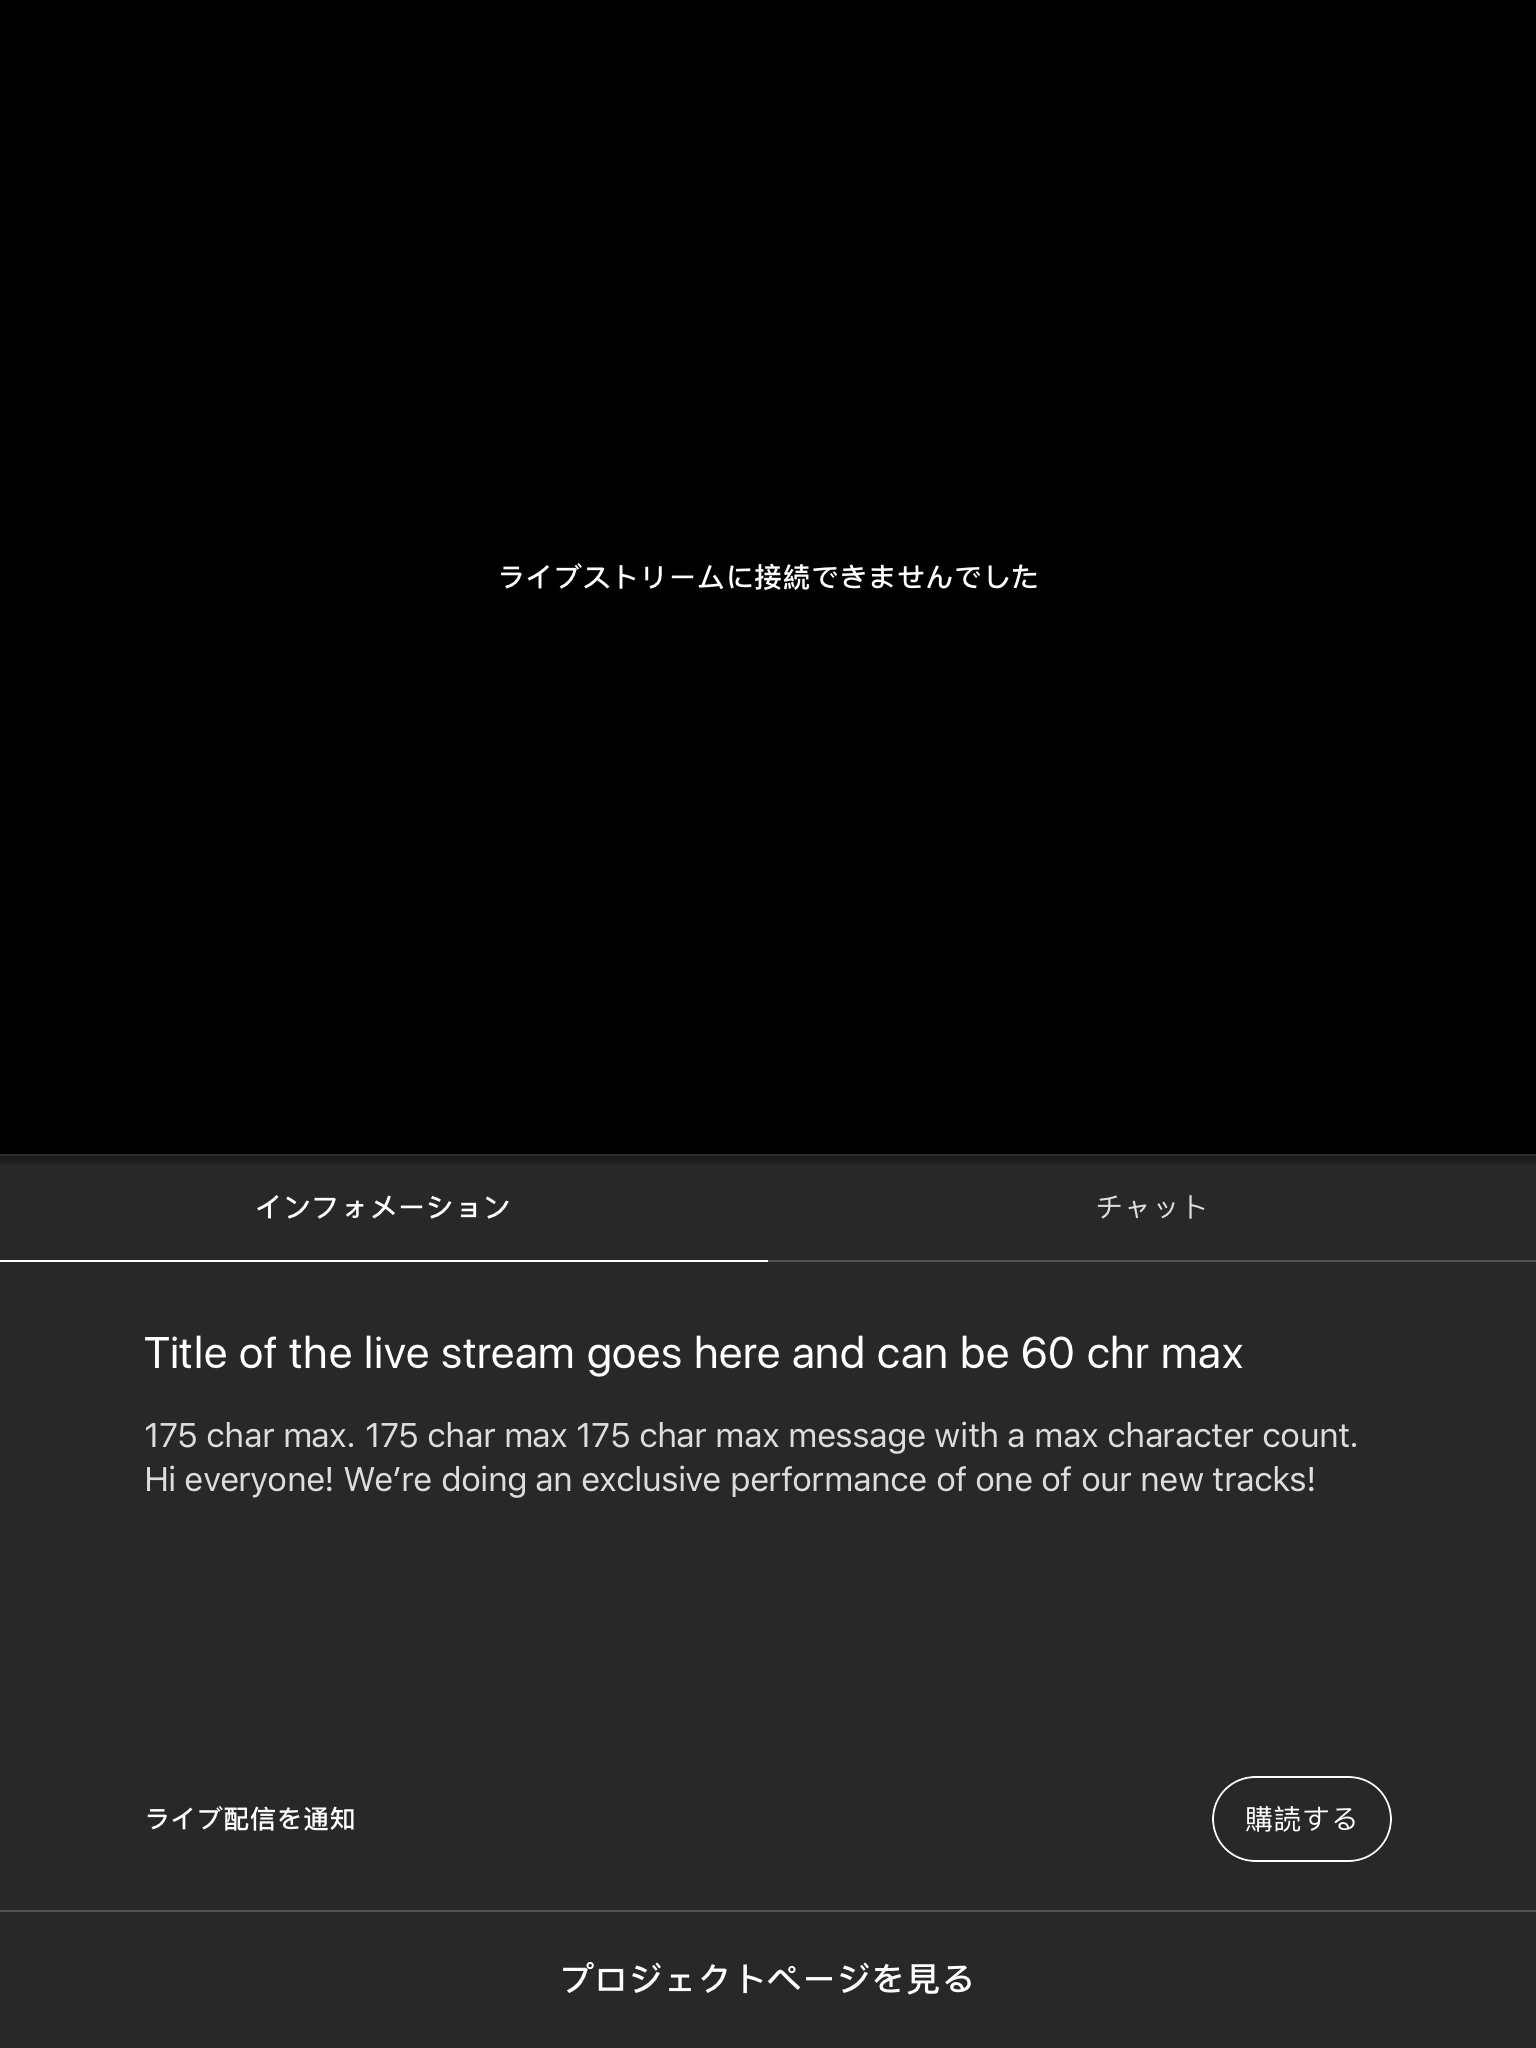 ライブストリームに接続できませんでした
インフォメーション
チャット
Title of the live stream goes here and can be 60 chr max
175 char max. 175 char max 175 char max message with a max character count.
Hi everyone! We’re doing an exclusive performance of one of our new tracks!
ライブ配信を通知
購読する
プロジェクトページを見る